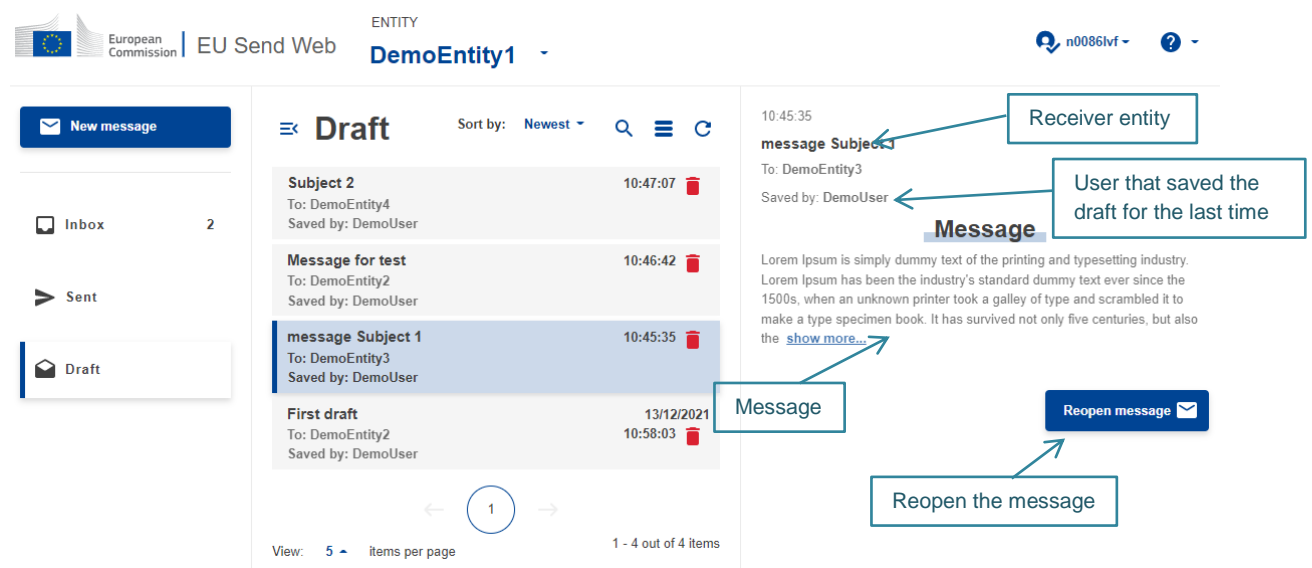 European
Commission
EU Send Web
ENTITY
DemoEntity1
n0086lvf
?
New message
Inbox 2
Sent
Draft
Draft
Sort by: Newest
Subject 2 10:47:07
To: DemoEntity4
Saved by: DemoUser
Message for test 10:46:42
To: DemoEntity2
Saved by: DemoUser
message Subject 1 10:45:35
To: DemoEntity3
Saved by: DemoUser
First draft 13/12/2021
To: DemoEntity2 10:58:03
Saved by: DemoUser
1
View: 5 items per page
1 - 4 out of 4 items
10:45:35
message Subject 1
To: DemoEntity3
Saved by: DemoUser
Message
Lorem Ipsum is simply dummy text of the printing and typesetting industry.
Lorem Ipsum has been the industry's standard dummy text ever since the
1500s, when an unknown printer took a galley of type and scrambled it to
make a type specimen book. It has survived not only five centuries, but also
the show more...
Reopen message
Receiver entity
User that saved the
draft for the last time
Message
Reopen the message